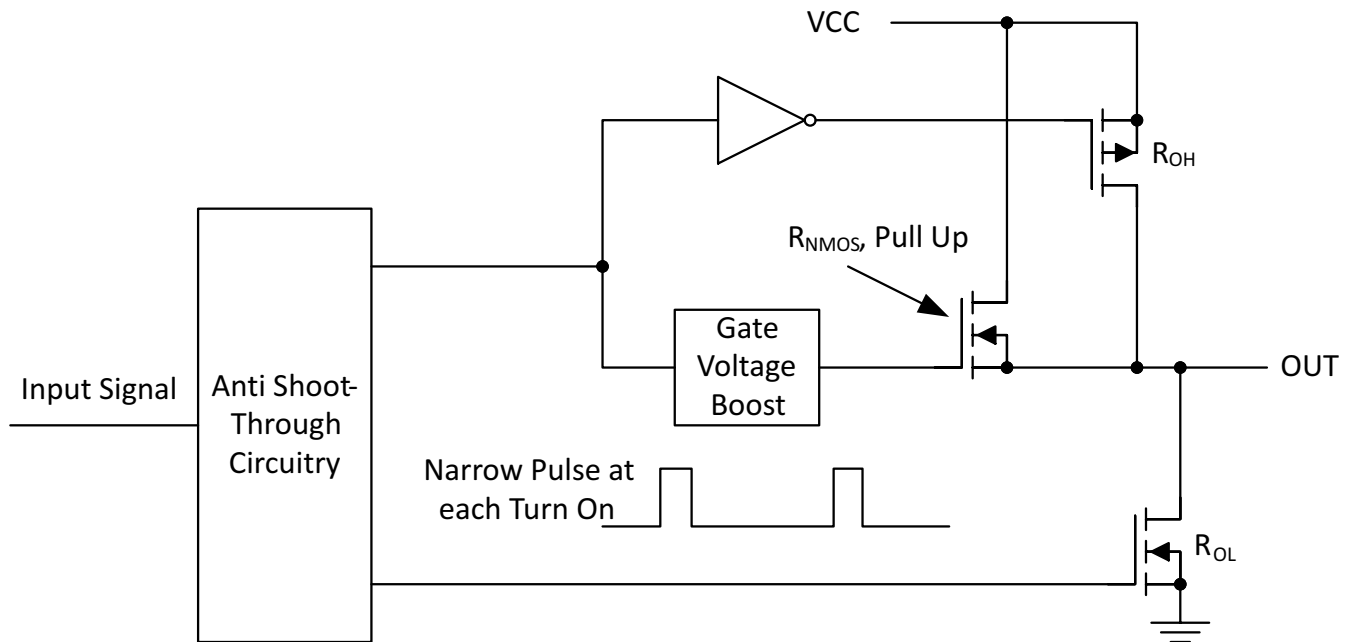 VCC
R_OH
R_NMOS, Pull Up
Gate
Voltage
Boost
OUT
Input Signal
Anti Shoot-
Through
Circuitry
Narrow Pulse at
each Turn On
R_OL